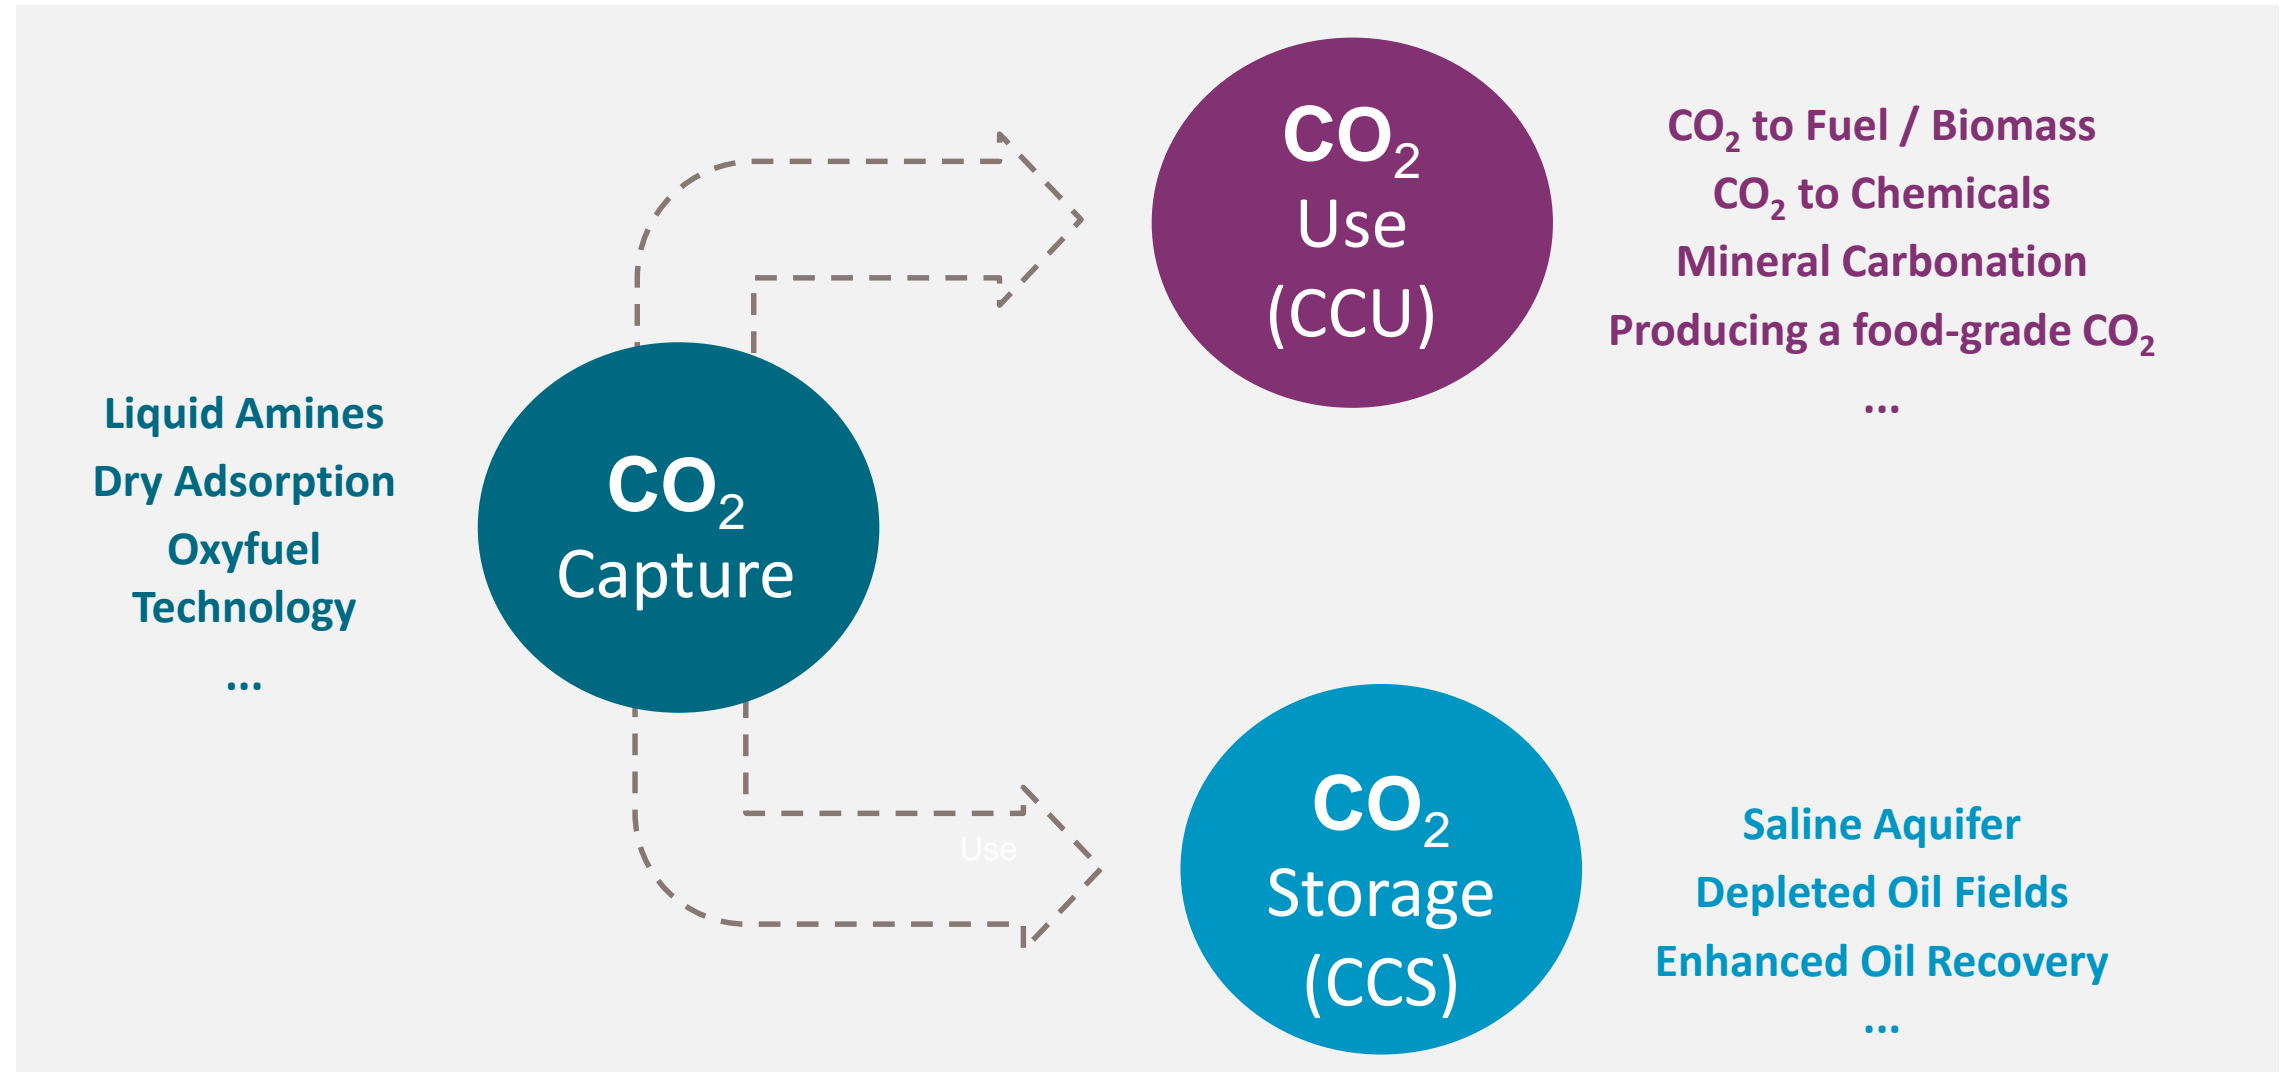 Liquid Amines
Dry Adsorption
Oxyfuel
Technology
...
CO₂
Capture
CO₂
Use
(CCU)
CO₂ to Fuel / Biomass
CO₂ to Chemicals
Mineral Carbonation
Producing a food-grade CO₂
...
Use
CO₂
Storage
(CCS)
Saline Aquifer
Depleted Oil Fields
Enhanced Oil Recovery
...